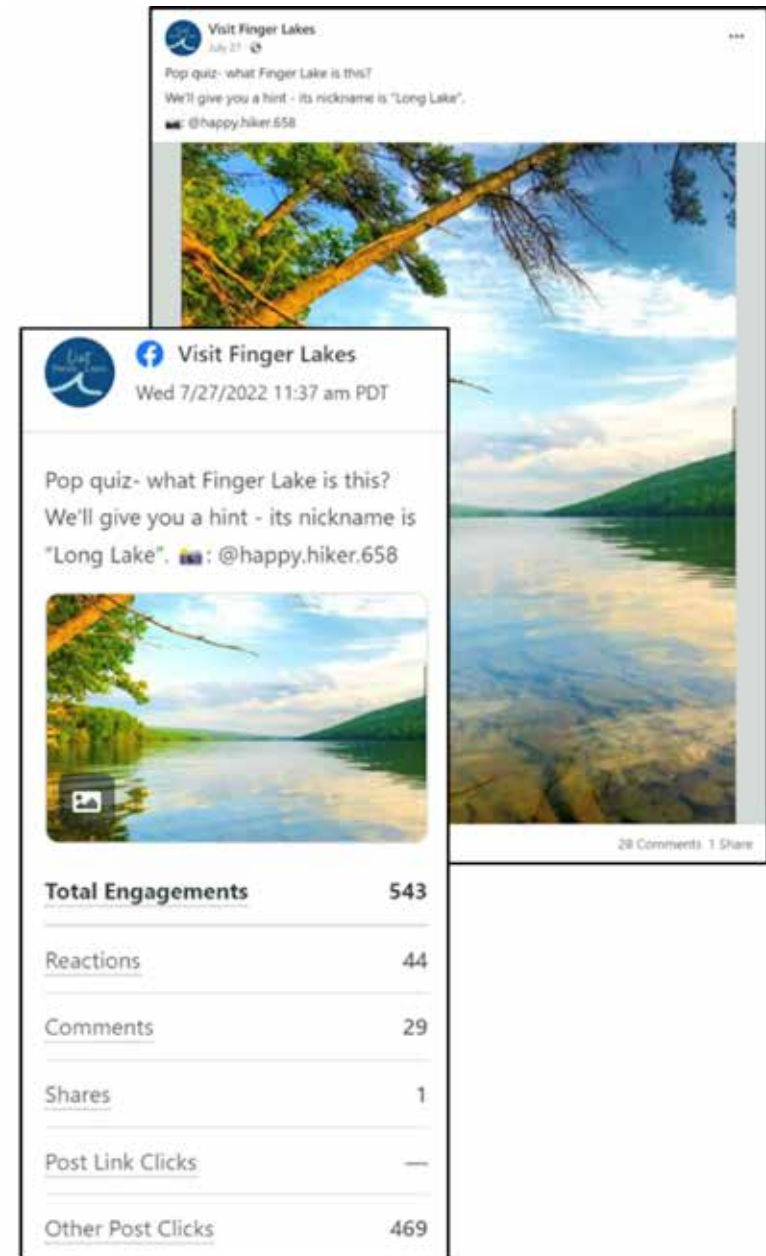 Visit Finger Lakes
July 27
Pop quiz- what Finger Lake is this?
We'll give you a hint - its nickname is "Long Lake".
: @happy.hiker.658
28 Comments 1 Share
Visit Finger Lakes
Wed 7/27/2022 11:37 am PDT
Pop quiz- what Finger Lake is this?
We'll give you a hint - its nickname is
"Long Lake". 📸: @happy.hiker.658
Total Engagements 543
Reactions 44
Comments 29
Shares 1
Post Link Clicks —
Other Post Clicks 469